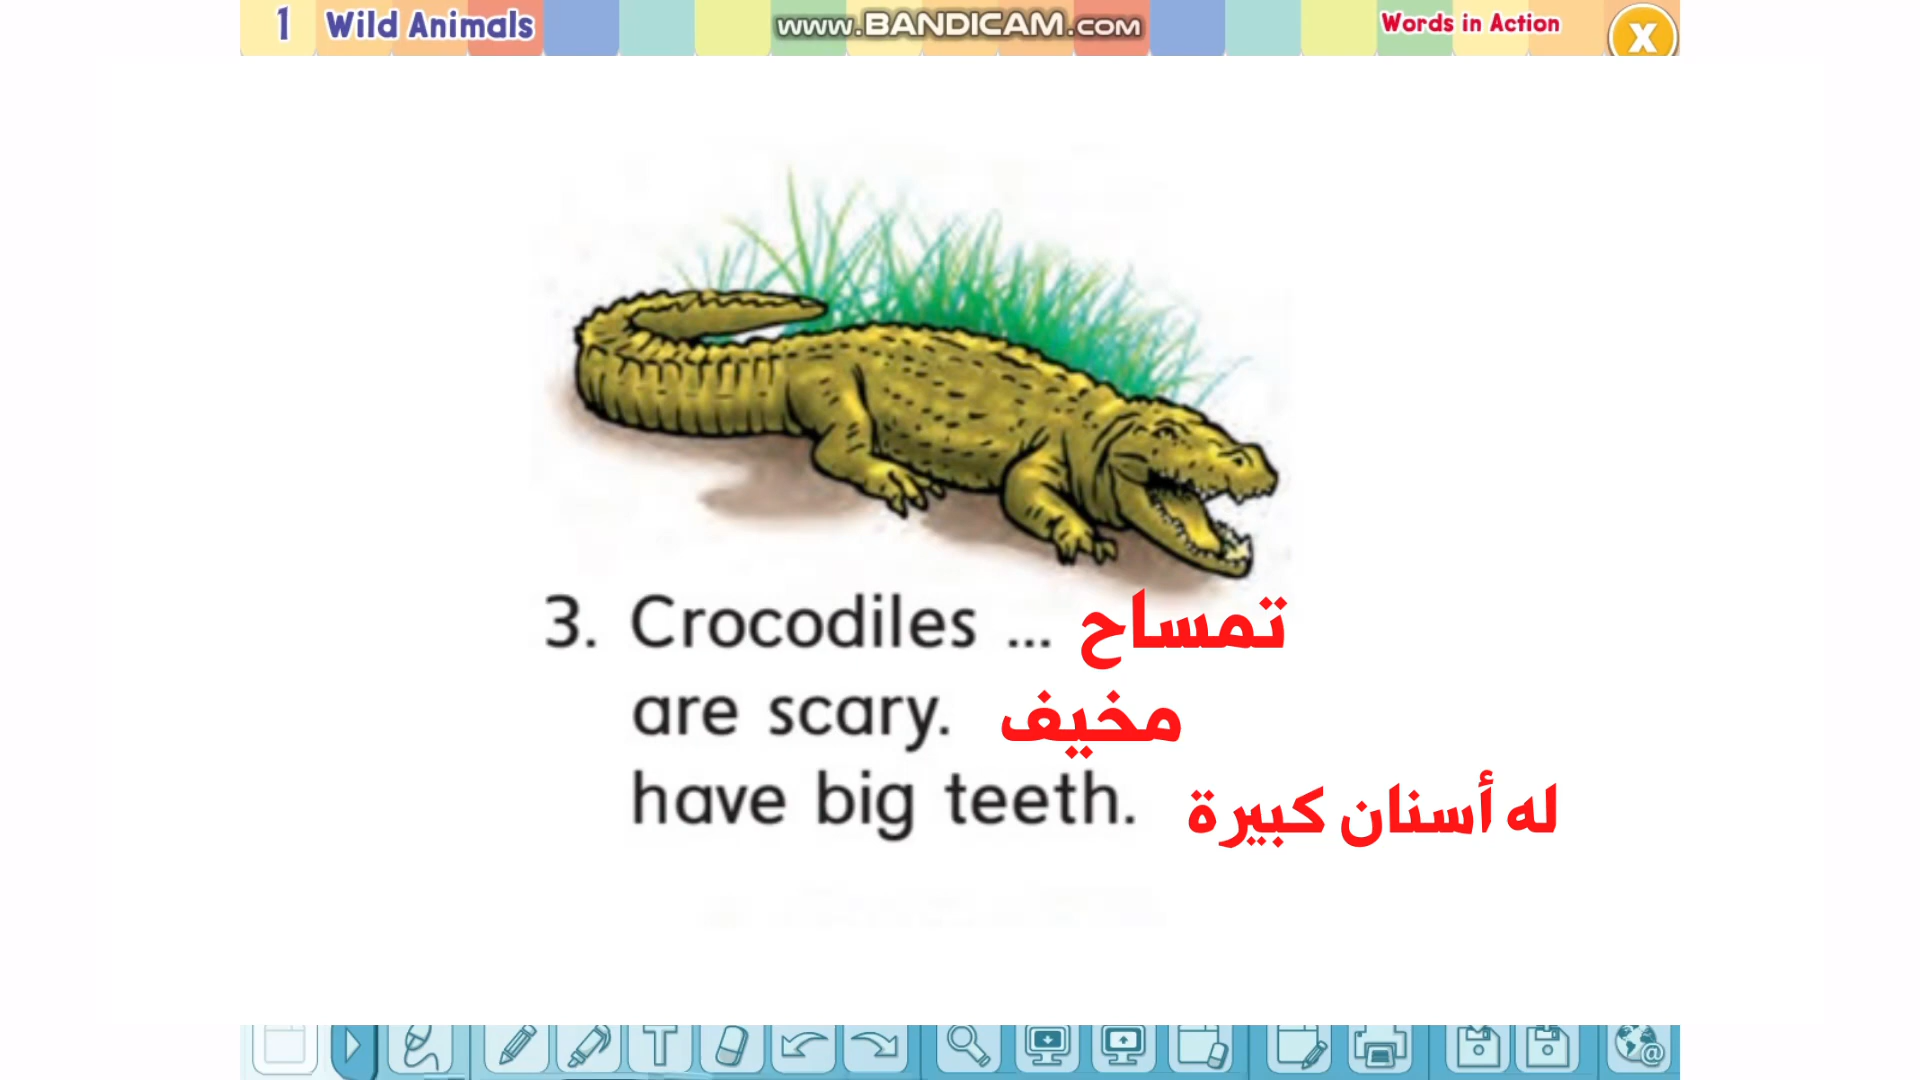 1 Wild Animals
www.BANDICAM.com
Words in Action
X
3. Crocodiles ... تمساح
are scary. مخيف
have big teeth. له أسنان كبيرة
T
@